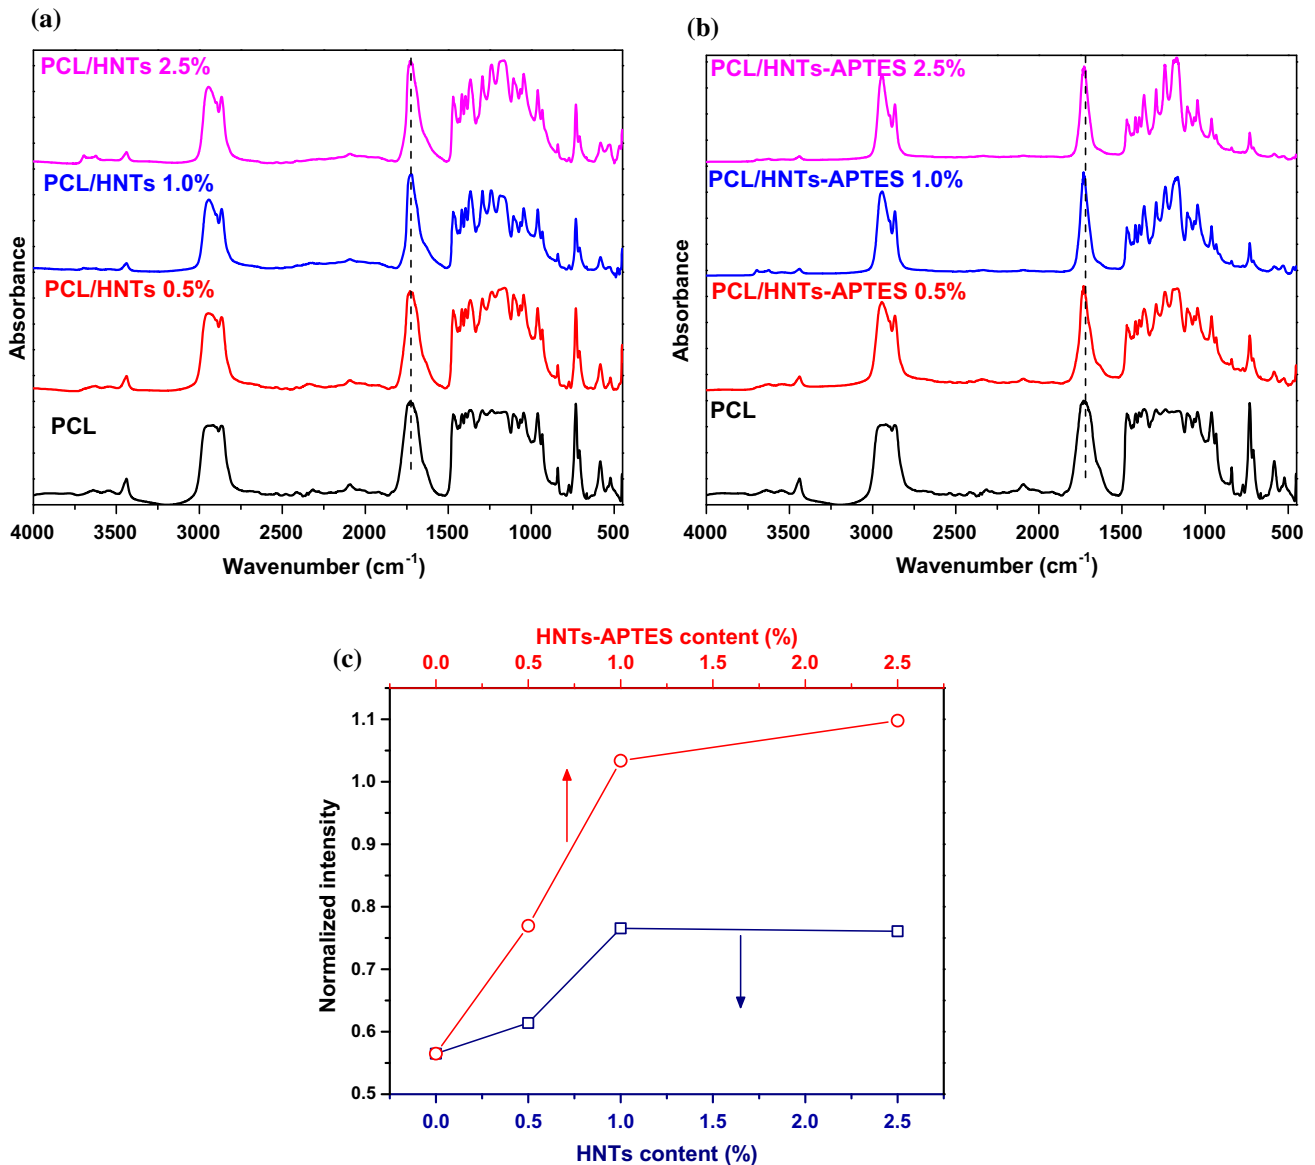 (a)
PCL/HNTs 2.5%
PCL/HNTs 1.0%
PCL/HNTs 0.5%
PCL
Absorbance
4000 3500 3000 2500 2000 1500 1000 500
Wavenumber (cm⁻¹)
(b)
PCL/HNTs-APTES 2.5%
PCL/HNTs-APTES 1.0%
PCL/HNTs-APTES 0.5%
PCL
Absorbance
4000 3500 3000 2500 2000 1500 1000 500
Wavenumber (cm⁻¹)
(c)
HNTs-APTES content (%)
0.0 0.5 1.0 1.5 2.0 2.5
1.1
1.0
0.9
0.8
0.7
0.6
0.5
Normalized intensity
0.0 0.5 1.0 1.5 2.0 2.5
HNTs content (%)